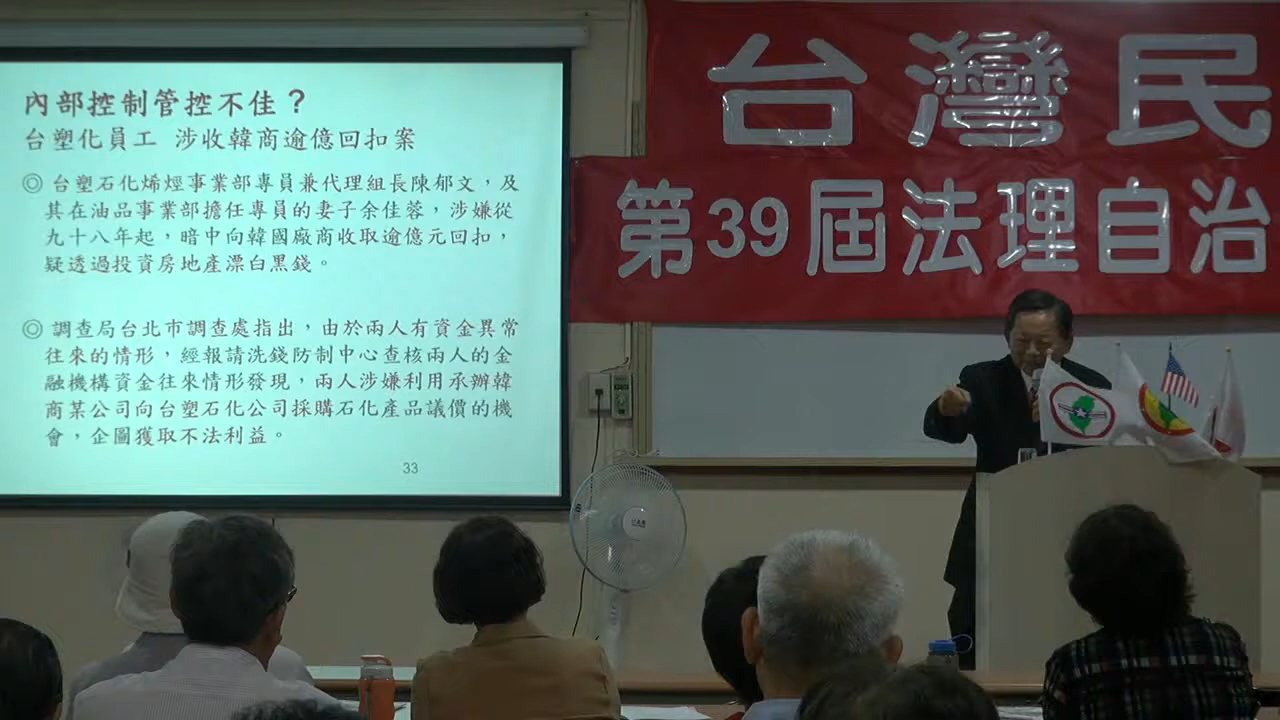 內部控制管控不佳？
台塑化員工 涉收韓商逾億回扣案
◎ 台塑石化烯烴事業部專員兼代理組長陳郁文，及
其在油品事業部擔任專員的妻子余佳蓉，涉嫌從
九十八年起，暗中向韓國廠商收取逾億元回扣，
疑透過投資房地產漂白黑錢。
◎ 調查局台北市調查處指出，由於兩人有資金異常
往來的情形，經報請洗錢防制中心查核兩人的金
融機構資金往來情形發現，兩人涉嫌利用承辦韓
商某公司向台塑石化公司採購石化產品議價的機
會，企圖獲取不法利益。
33
台灣民
第39屆法理自治